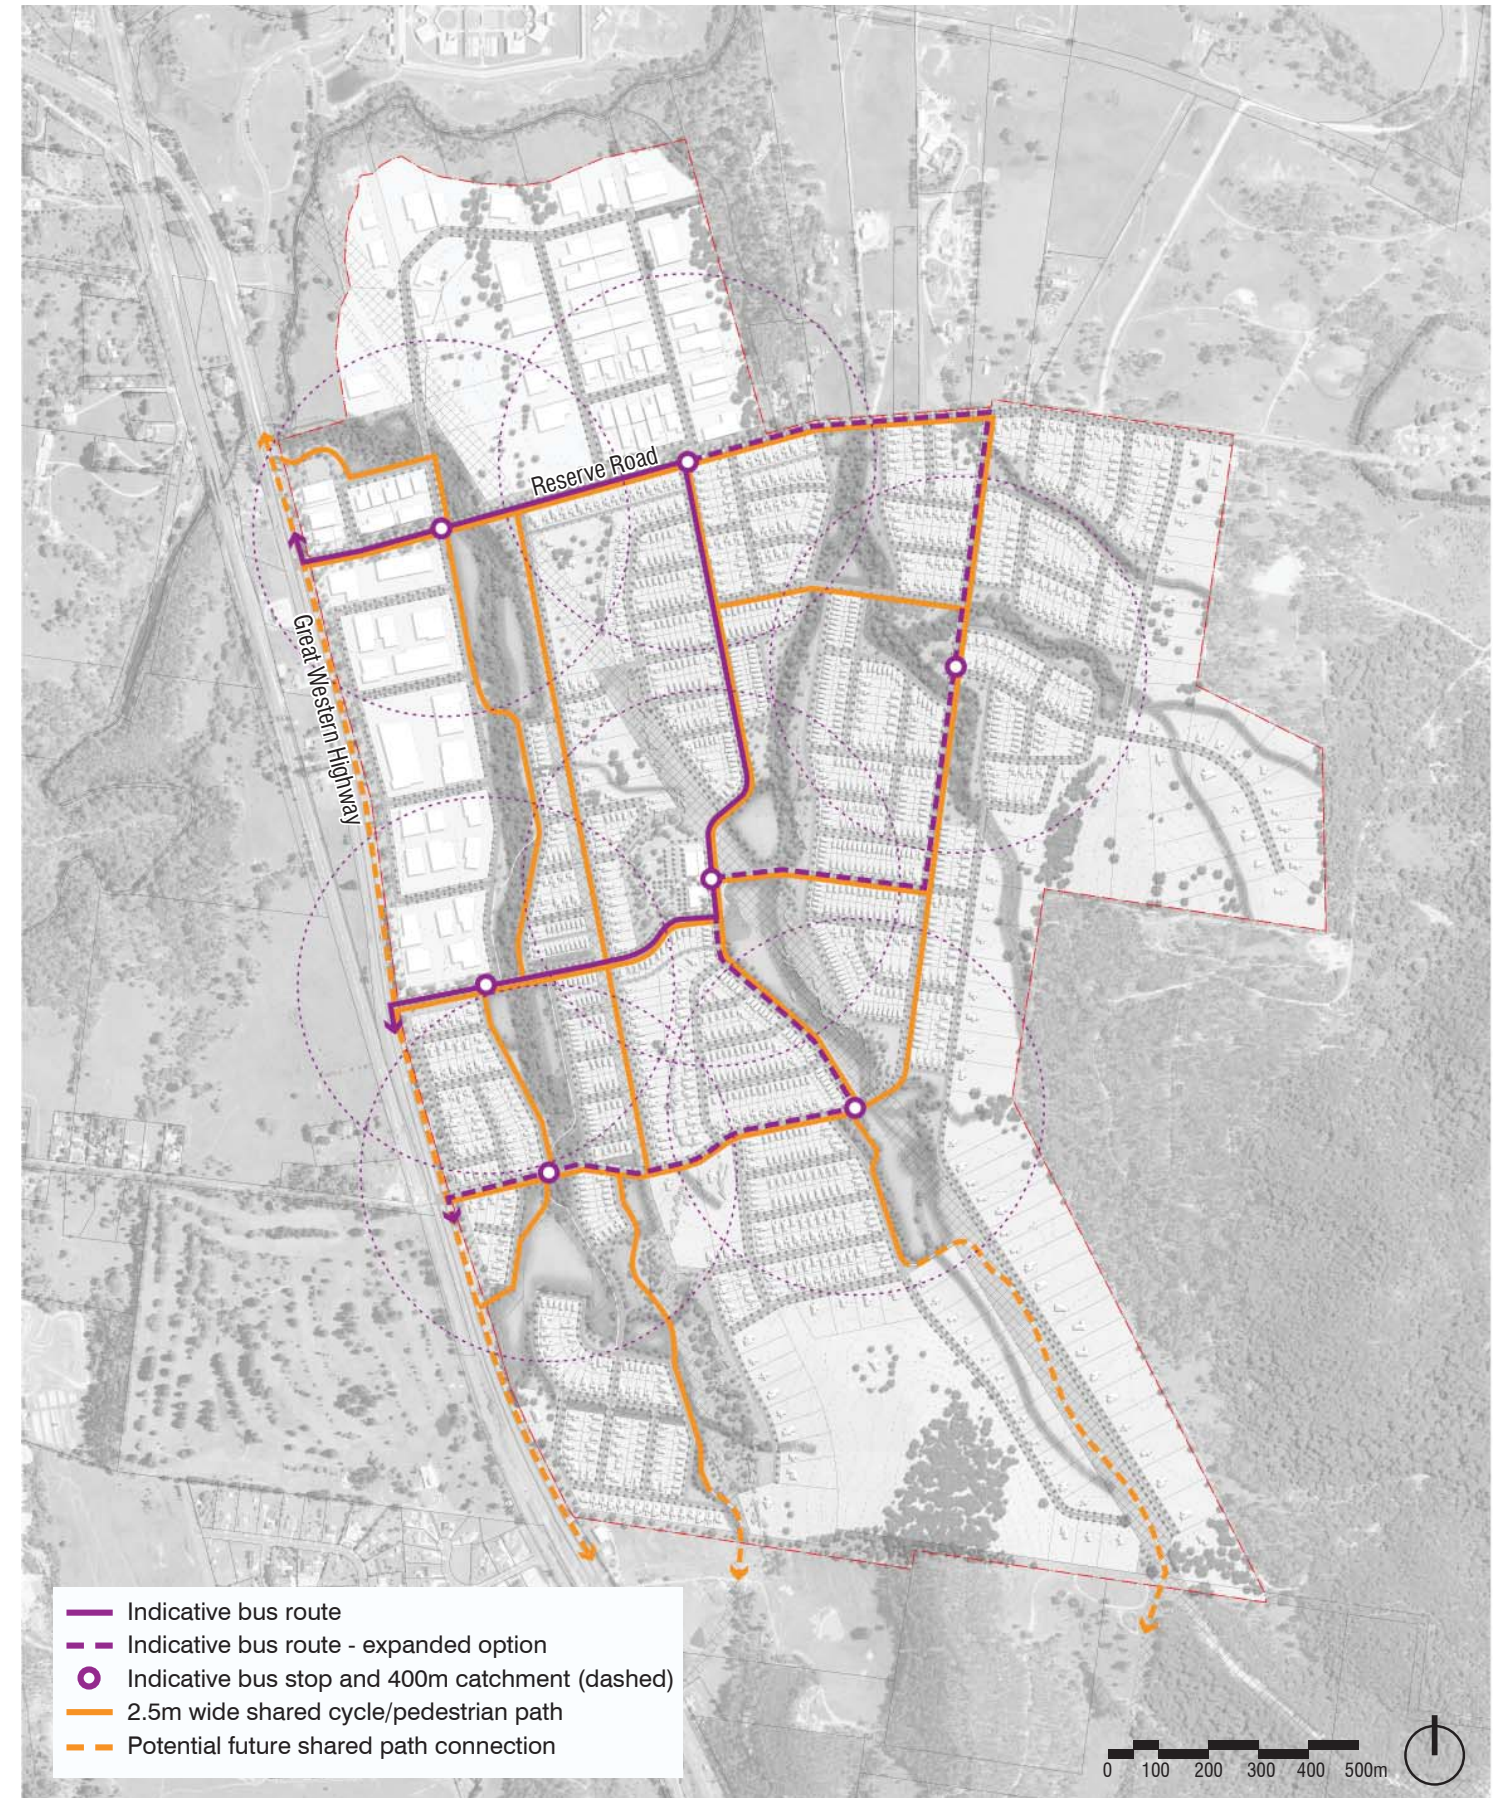 Reserve Road
Great Western Highway
Indicative bus route
Indicative bus route - expanded option
Indicative bus stop and 400m catchment (dashed)
2.5m wide shared cycle/pedestrian path
Potential future shared path connection
0 100 200 300 400 500m